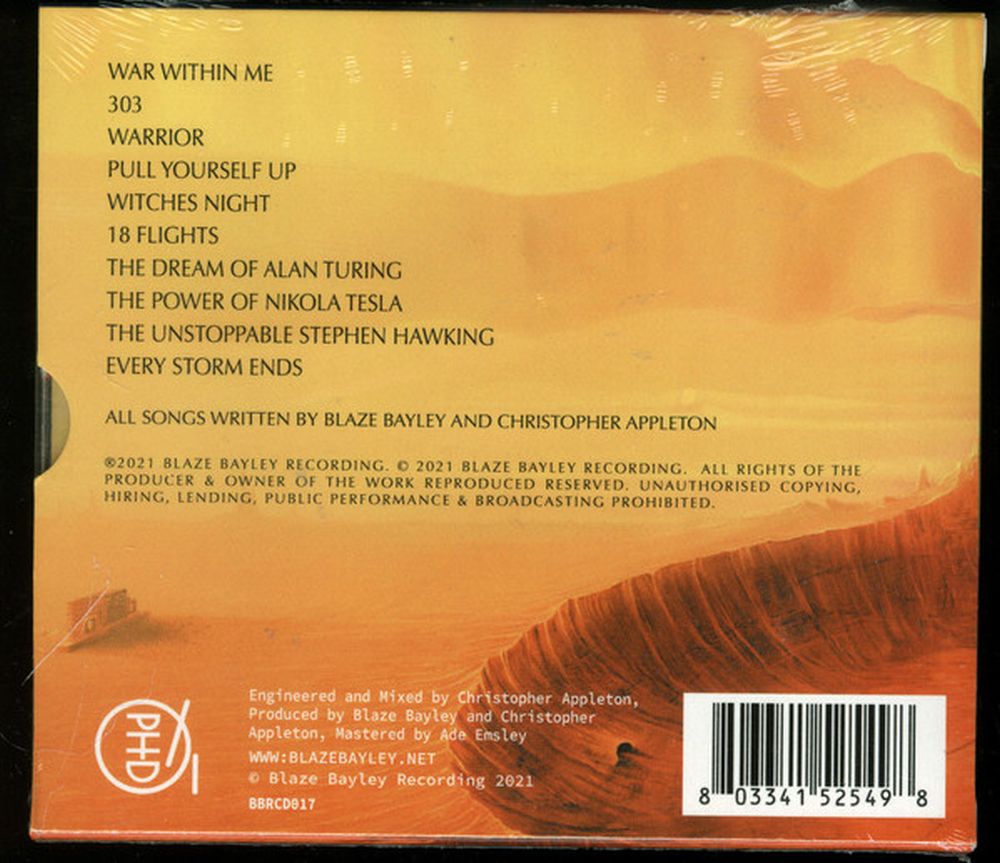 WAR WITHIN ME
303
WARRIOR
PULL YOURSELF UP
WITCHES NIGHT
18 FLIGHTS
THE DREAM OF ALAN TURING
THE POWER OF NIKOLA TESLA
THE UNSTOPPABLE STEPHEN HAWKING
EVERY STORM ENDS
ALL SONGS WRITTEN BY BLAZE BAYLEY AND CHRISTOPHER APPLETON
®2021 BLAZE BAYLEY RECORDING. © 2021 BLAZE BAYLEY RECORDING. ALL RIGHTS OF THE
PRODUCER & OWNER OF THE WORK REPRODUCED RESERVED. UNAUTHORISED COPYING,
HIRING, LENDING, PUBLIC PERFORMANCE & BROADCASTING PROHIBITED.
PHD
Engineered and Mixed by Christopher Appleton,
Produced by Blaze Bayley and Christopher
Appleton, Mastered by Ade Emsley
WWW:BLAZEBAYLEY.NET
© Blaze Bayley Recording 2021
BBRCD017
8 03341 52549 8